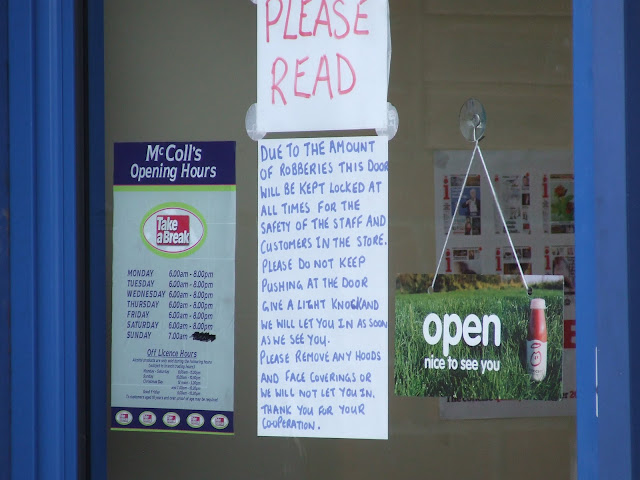 PLEASE
READ
DUE TO THE AMOUNT
OF ROBBERIES THIS DOOR
WILL BE KEPT LOCKED AT
ALL TIMES FOR THE
SAFETY OF THE STAFF AND
CUSTOMERS IN THE STORE.
PLEASE DO NOT KEEP
PUSHING AT THE DOOR
GIVE A LIGHT KNOCK AND
WE WILL LET YOU IN AS SOON
AS WE SEE YOU.
PLEASE REMOVE ANY HOODS
AND FACE COVERINGS OR
WE WILL NOT LET YOU IN.
THANK YOU FOR YOUR
COOPERATION.
McColl's
Opening Hours
Take
a Break
MONDAY 6.00am - 8.00pm
TUESDAY 6.00am - 8.00pm
WEDNESDAY 6.00am - 8.00pm
THURSDAY 6.00am - 8.00pm
FRIDAY 6.00am - 8.00pm
SATURDAY 6.00am - 8.00pm
SUNDAY 7.00am -
Off Licence Hours
open
nice to see you